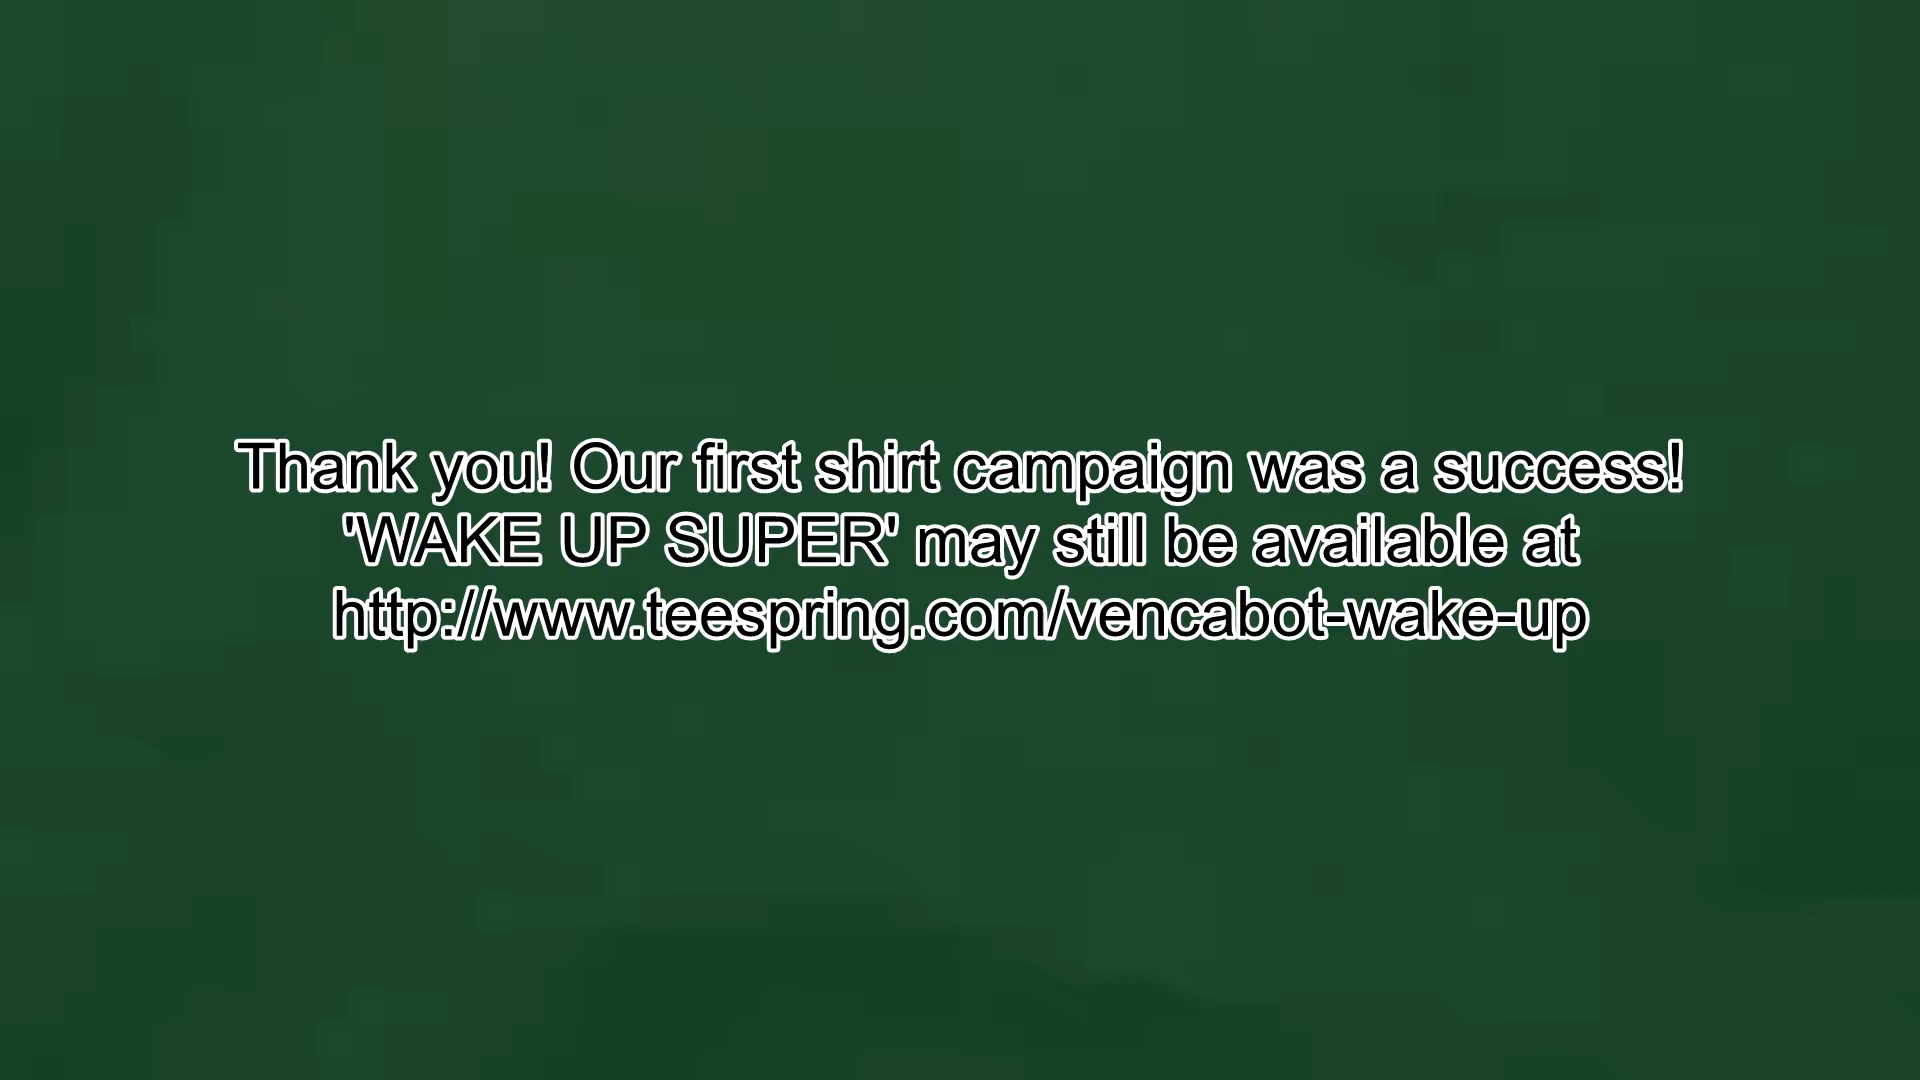 Thank you! Our first shirt campaign was a success!
'WAKE UP SUPER' may still be available at
http://www.teespring.com/vencabot-wake-up